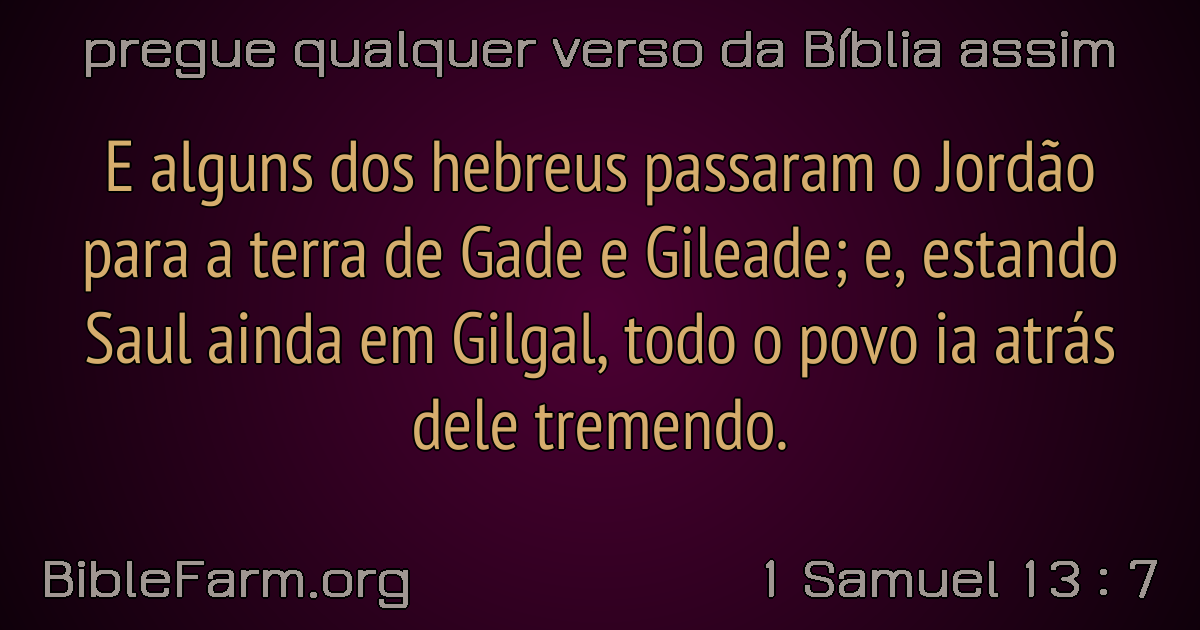 pregue qualquer verso da Bíblia assim
E alguns dos hebreus passaram o Jordão
para a terra de Gade e Gileade; e, estando
Saul ainda em Gilgal, todo o povo ia atrás
dele tremendo.
BibleFarm.org
1 Samuel 13 : 7